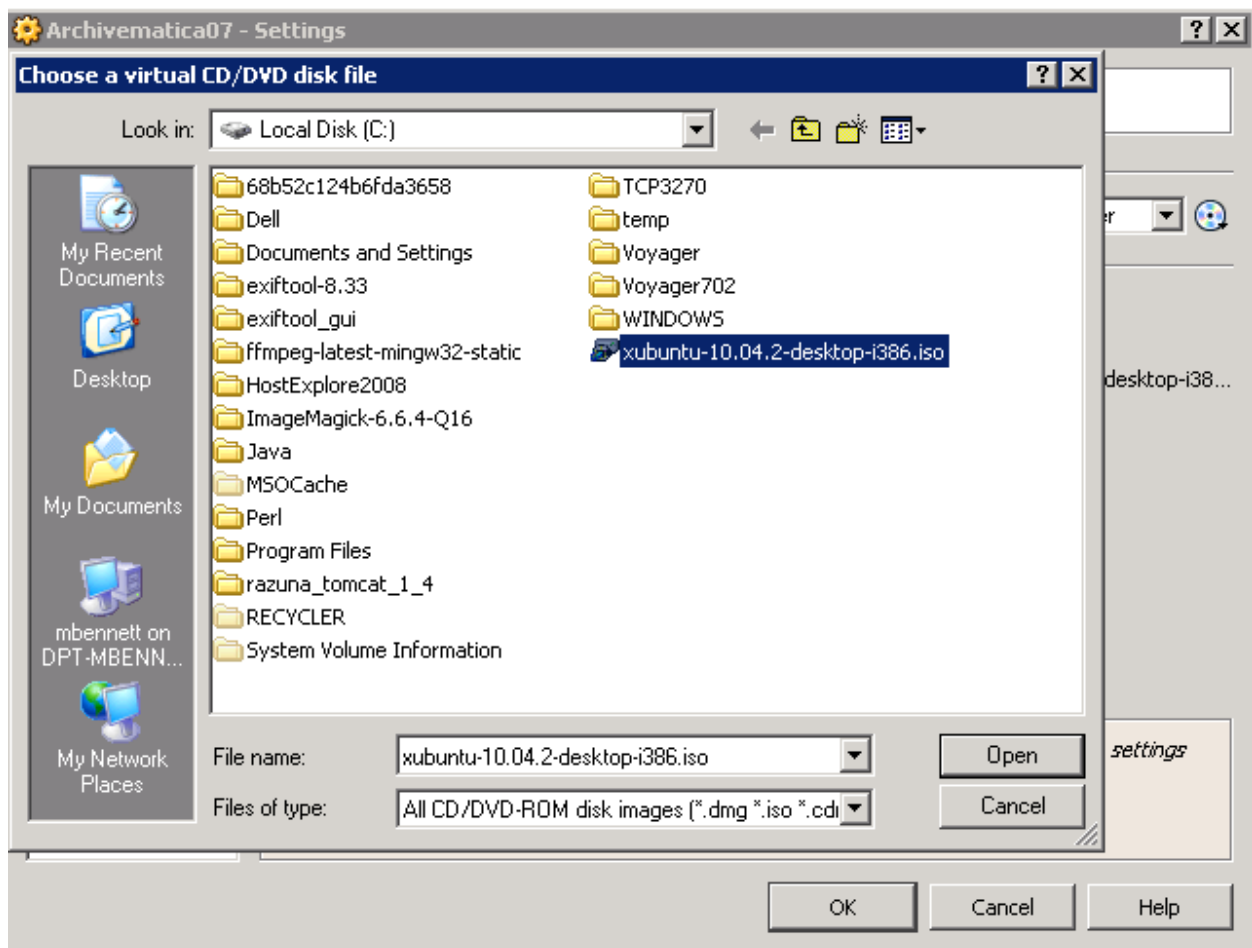 Archivematica07 - Settings
Choose a virtual CD/DVD disk file
Look in: Local Disk (C:)
My Recent
Documents
Desktop
My Documents
mbennett on
DPT-MBENN...
My Network
Places
68b52c124b6fda3658
Dell
Documents and Settings
exiftool-8.33
exiftool_gui
ffmpeg-latest-mingw32-static
HostExplore2008
ImageMagick-6.6.4-Q16
Java
MSOCache
Perl
Program Files
razuna_tomcat_1_4
RECYCLER
System Volume Information
TCP3270
temp
Voyager
Voyager702
WINDOWS
xubuntu-10.04.2-desktop-i386.iso
er
desktop-i38...
File name: xubuntu-10.04.2-desktop-i386.iso Open
Files of type: All CD/DVD-ROM disk images (*.dmg *.iso *.cd Cancel
settings
OK Cancel Help